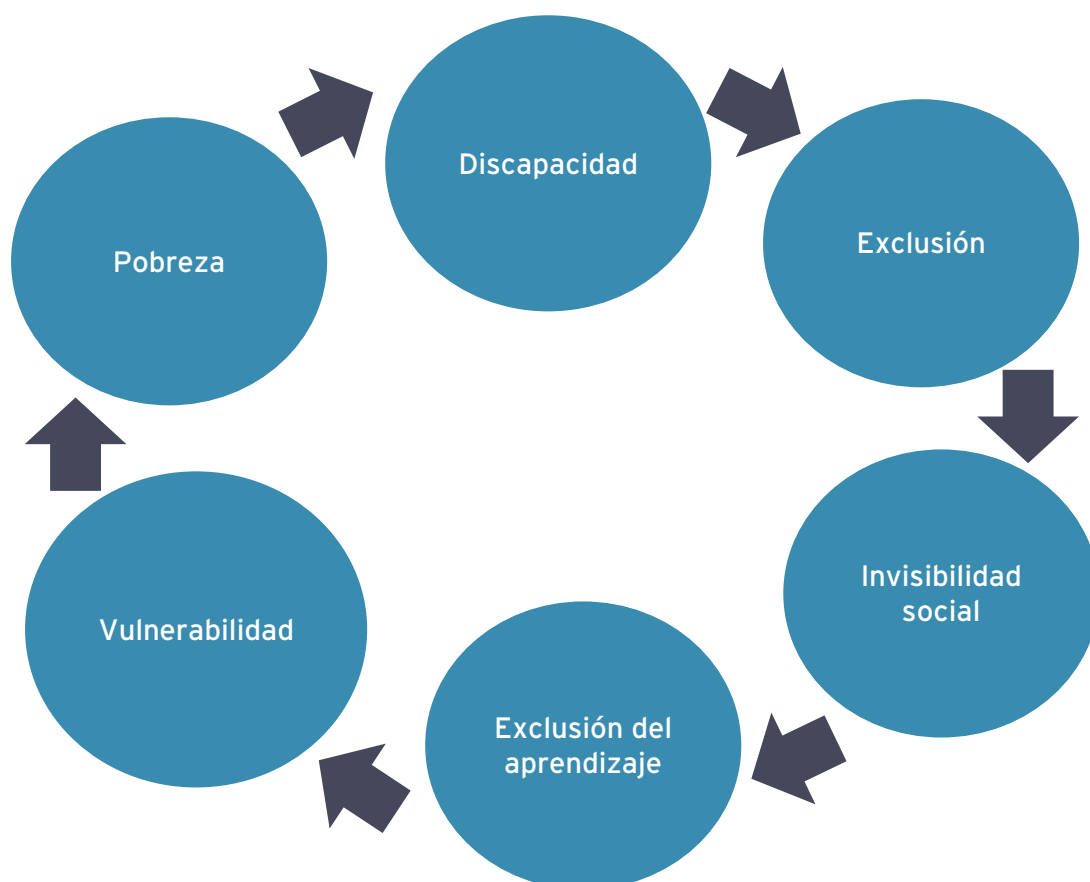 Discapacidad
Exclusión
Invisibilidad
social
Exclusión del
aprendizaje
Vulnerabilidad
Pobreza